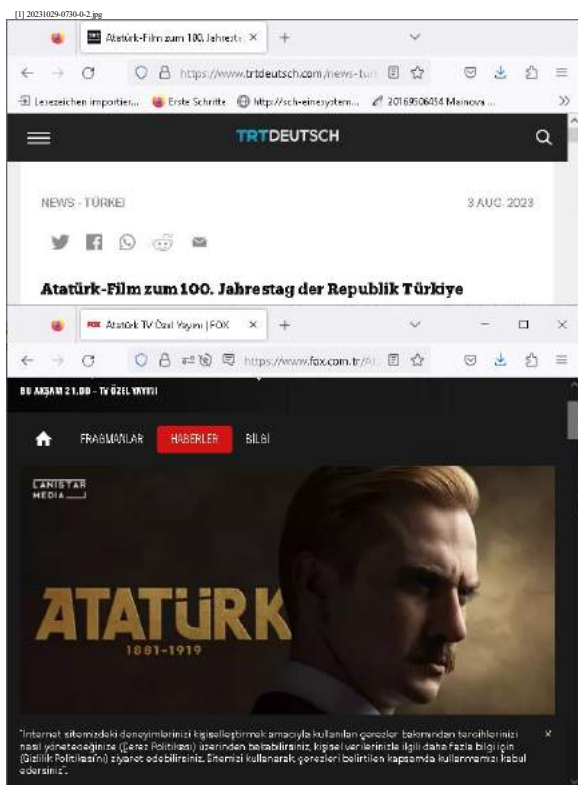 [1] 20231029-0730-0-2.jpg
Atatürk-Film zum 100. Jahresta
https://www.trtdeutsch.com/news-turk
Lesezeichen importier... Erste Schritte http://sch-einesystem... 20169506454 Mainova ...
TRTDEUTSCH
NEWS - TÜRKEI 3 AUG. 2023
Atatürk-Film zum 100. Jahrestag der Republik Türkiye
FOX Atatürk TV Özel Yayını | FOX
https://www.fox.com.tr/At
BU AKŞAM 21.00 - TV ÖZEL YAYINI
FRAGMANLAR HABERLER BİLGİ
LANISTAR
MEDIA
ATATÜRK
1881-1919
"İnternet sitemizdeki deneyimlerinizi kişiselleştirmek amacıyla kullanılan çerezler bakımından tercihlerinizi
nasıl yöneteceğinize (Çerez Politikası) üzerinden bakabilirsiniz, kişisel verilerinizle ilgili daha fazla bilgi için
(Gizlilik Politikası'nı) ziyaret edebilirsiniz. Sitemizi kullanarak çerezleri belirtilen kapsamda kullanmamızı kabul
edersiniz".